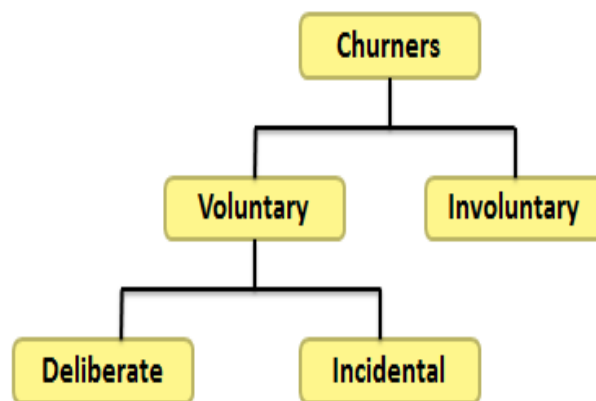 Churners
Voluntary
Involuntary
Deliberate
Incidental